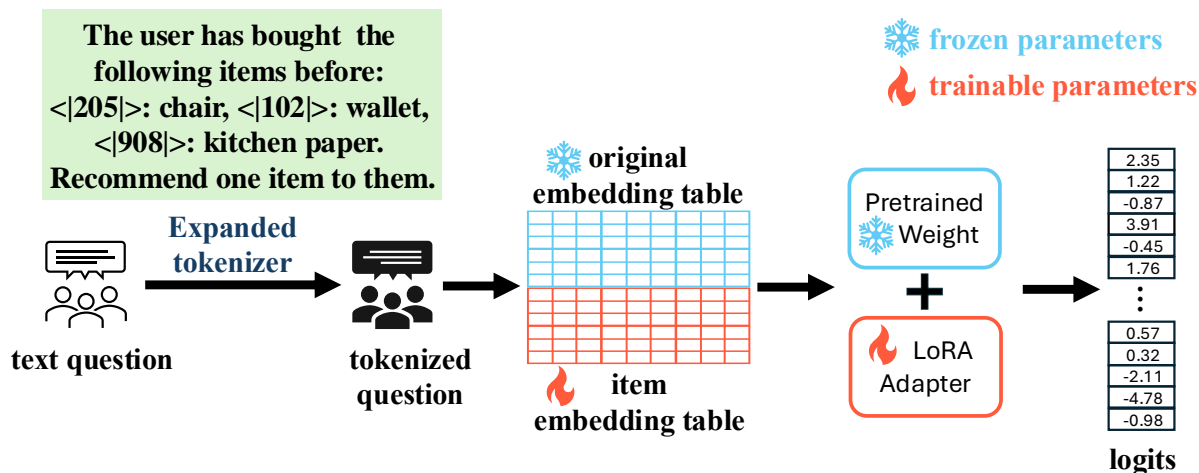 The user has bought the
following items before:
<|205|>: chair, <|102|>: wallet,
<|908|>: kitchen paper.
Recommend one item to them.
frozen parameters
trainable parameters
Expanded
tokenizer
text question
tokenized
question
original
embedding table
item
embedding table
Pretrained
Weight
+
LoRA
Adapter
2.35
1.22
-0.87
3.91
-0.45
1.76
⋮
0.57
0.32
-2.11
-4.78
-0.98
logits